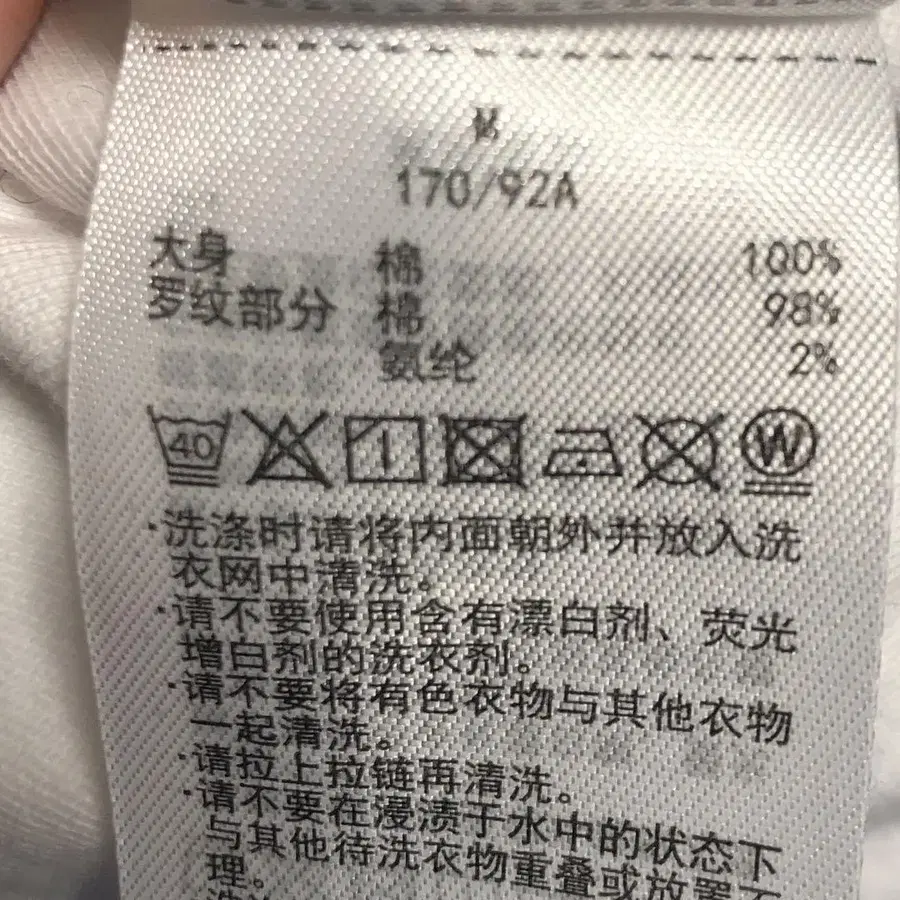 M
170/92A
大身 棉 100%
罗纹部分 棉 98%
氨纶 2%
40 W
·洗涤时请将内面朝外并放入洗
衣网中清洗。
·请不要使用含有漂白剂、荧光
增白剂的洗衣剂。
·请不要将有色衣物与其他衣物
一起清洗。
·请拉上拉链再清洗。
·请不要在浸渍于水中的状态下
与其他待洗衣物重叠或放置不
理。